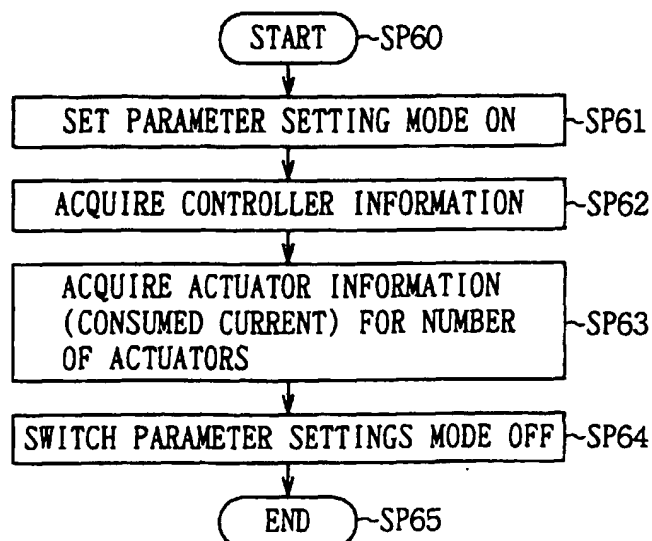 START SP60
SET PARAMETER SETTING MODE ON SP61
ACQUIRE CONTROLLER INFORMATION SP62
ACQUIRE ACTUATOR INFORMATION
(CONSUMED CURRENT) FOR NUMBER SP63
OF ACTUATORS
SWITCH PARAMETER SETTINGS MODE OFF SP64
END SP65